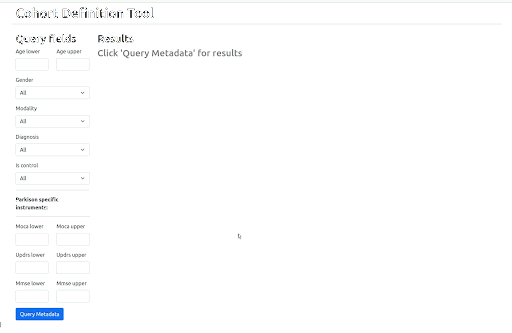 Cohort Definition Tool
Query fields
Results
Age lower Age upper
Click 'Query Metadata' for results
Gender
All
Modality
All
Diagnosis
All
Is control
All
Parkison specific
instruments:
Moca lower Moca upper
Updrs lower Updrs upper
Mmse lower Mmse upper
Query Metadata